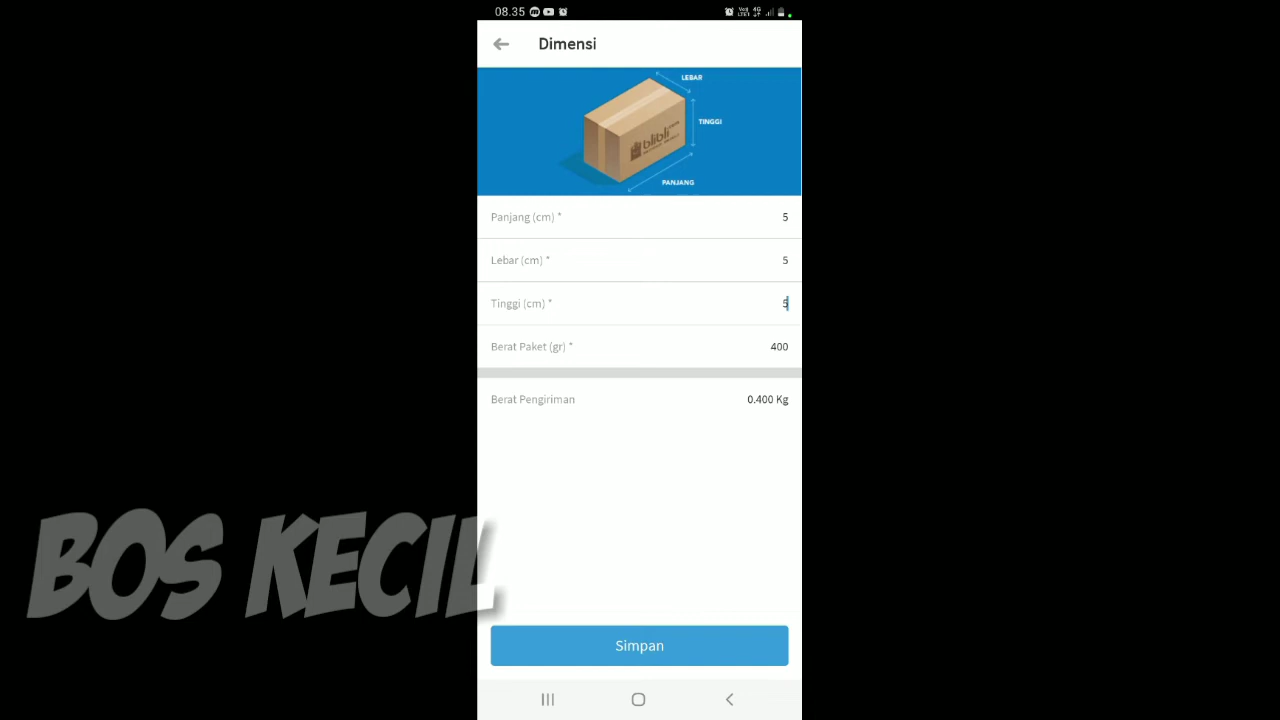 08.35
Dimensi
LEBAR
TINGGI
blibli
PANJANG
Panjang (cm) * 5
Lebar (cm) * 5
Tinggi (cm) * 5
Berat Paket (gr) * 400
Berat Pengiriman 0.400 Kg
BOS KECIL
Simpan